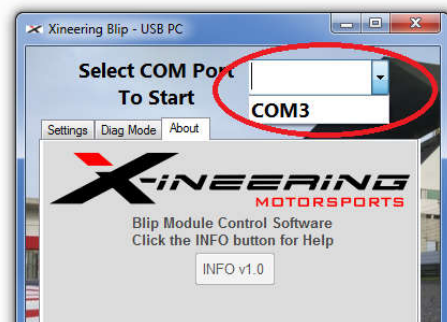 Xineering Blip - USB PC
Select COM Port
To Start
COM3
Settings Diag Mode About
X-INEERING
MOTORSPORTS
Blip Module Control Software
Click the INFO button for Help
INFO v1.0